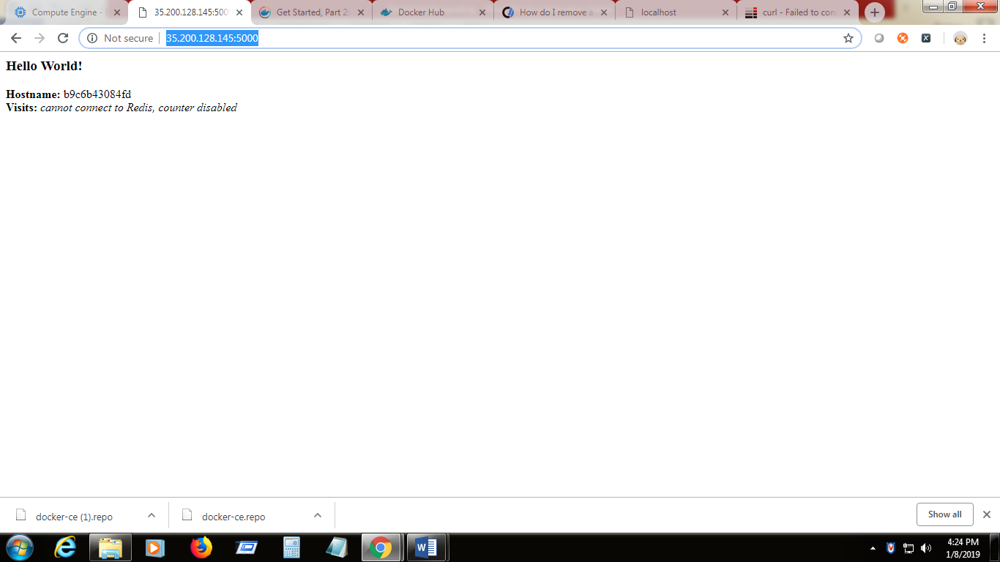 Compute Engine -
35.200.128.145:500
Get Started, Part 2:
Docker Hub
How do I remove a
localhost
curl - Failed to con
Not secure
35.200.128.145:5000
Hello World!
Hostname: b9c6b43084fd
Visits: cannot connect to Redis, counter disabled
docker-ce (1).repo
docker-ce.repo
Show all
4:24 PM
1/8/2019